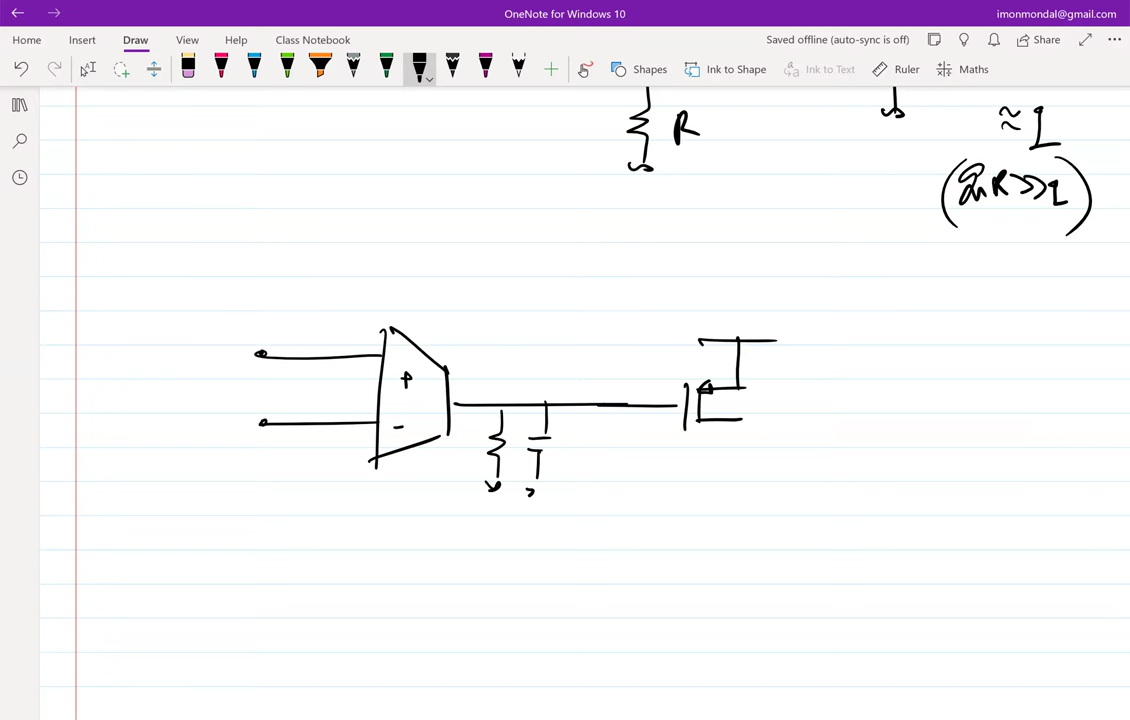 OneNote for Windows 10
imonmondal@gmail.com
Home Insert Draw View Help Class Notebook
Saved offline (auto-sync is off) Share
Shapes Ink to Shape Ink to Text Ruler Maths
R
≈ 1
R >> 1
+
-